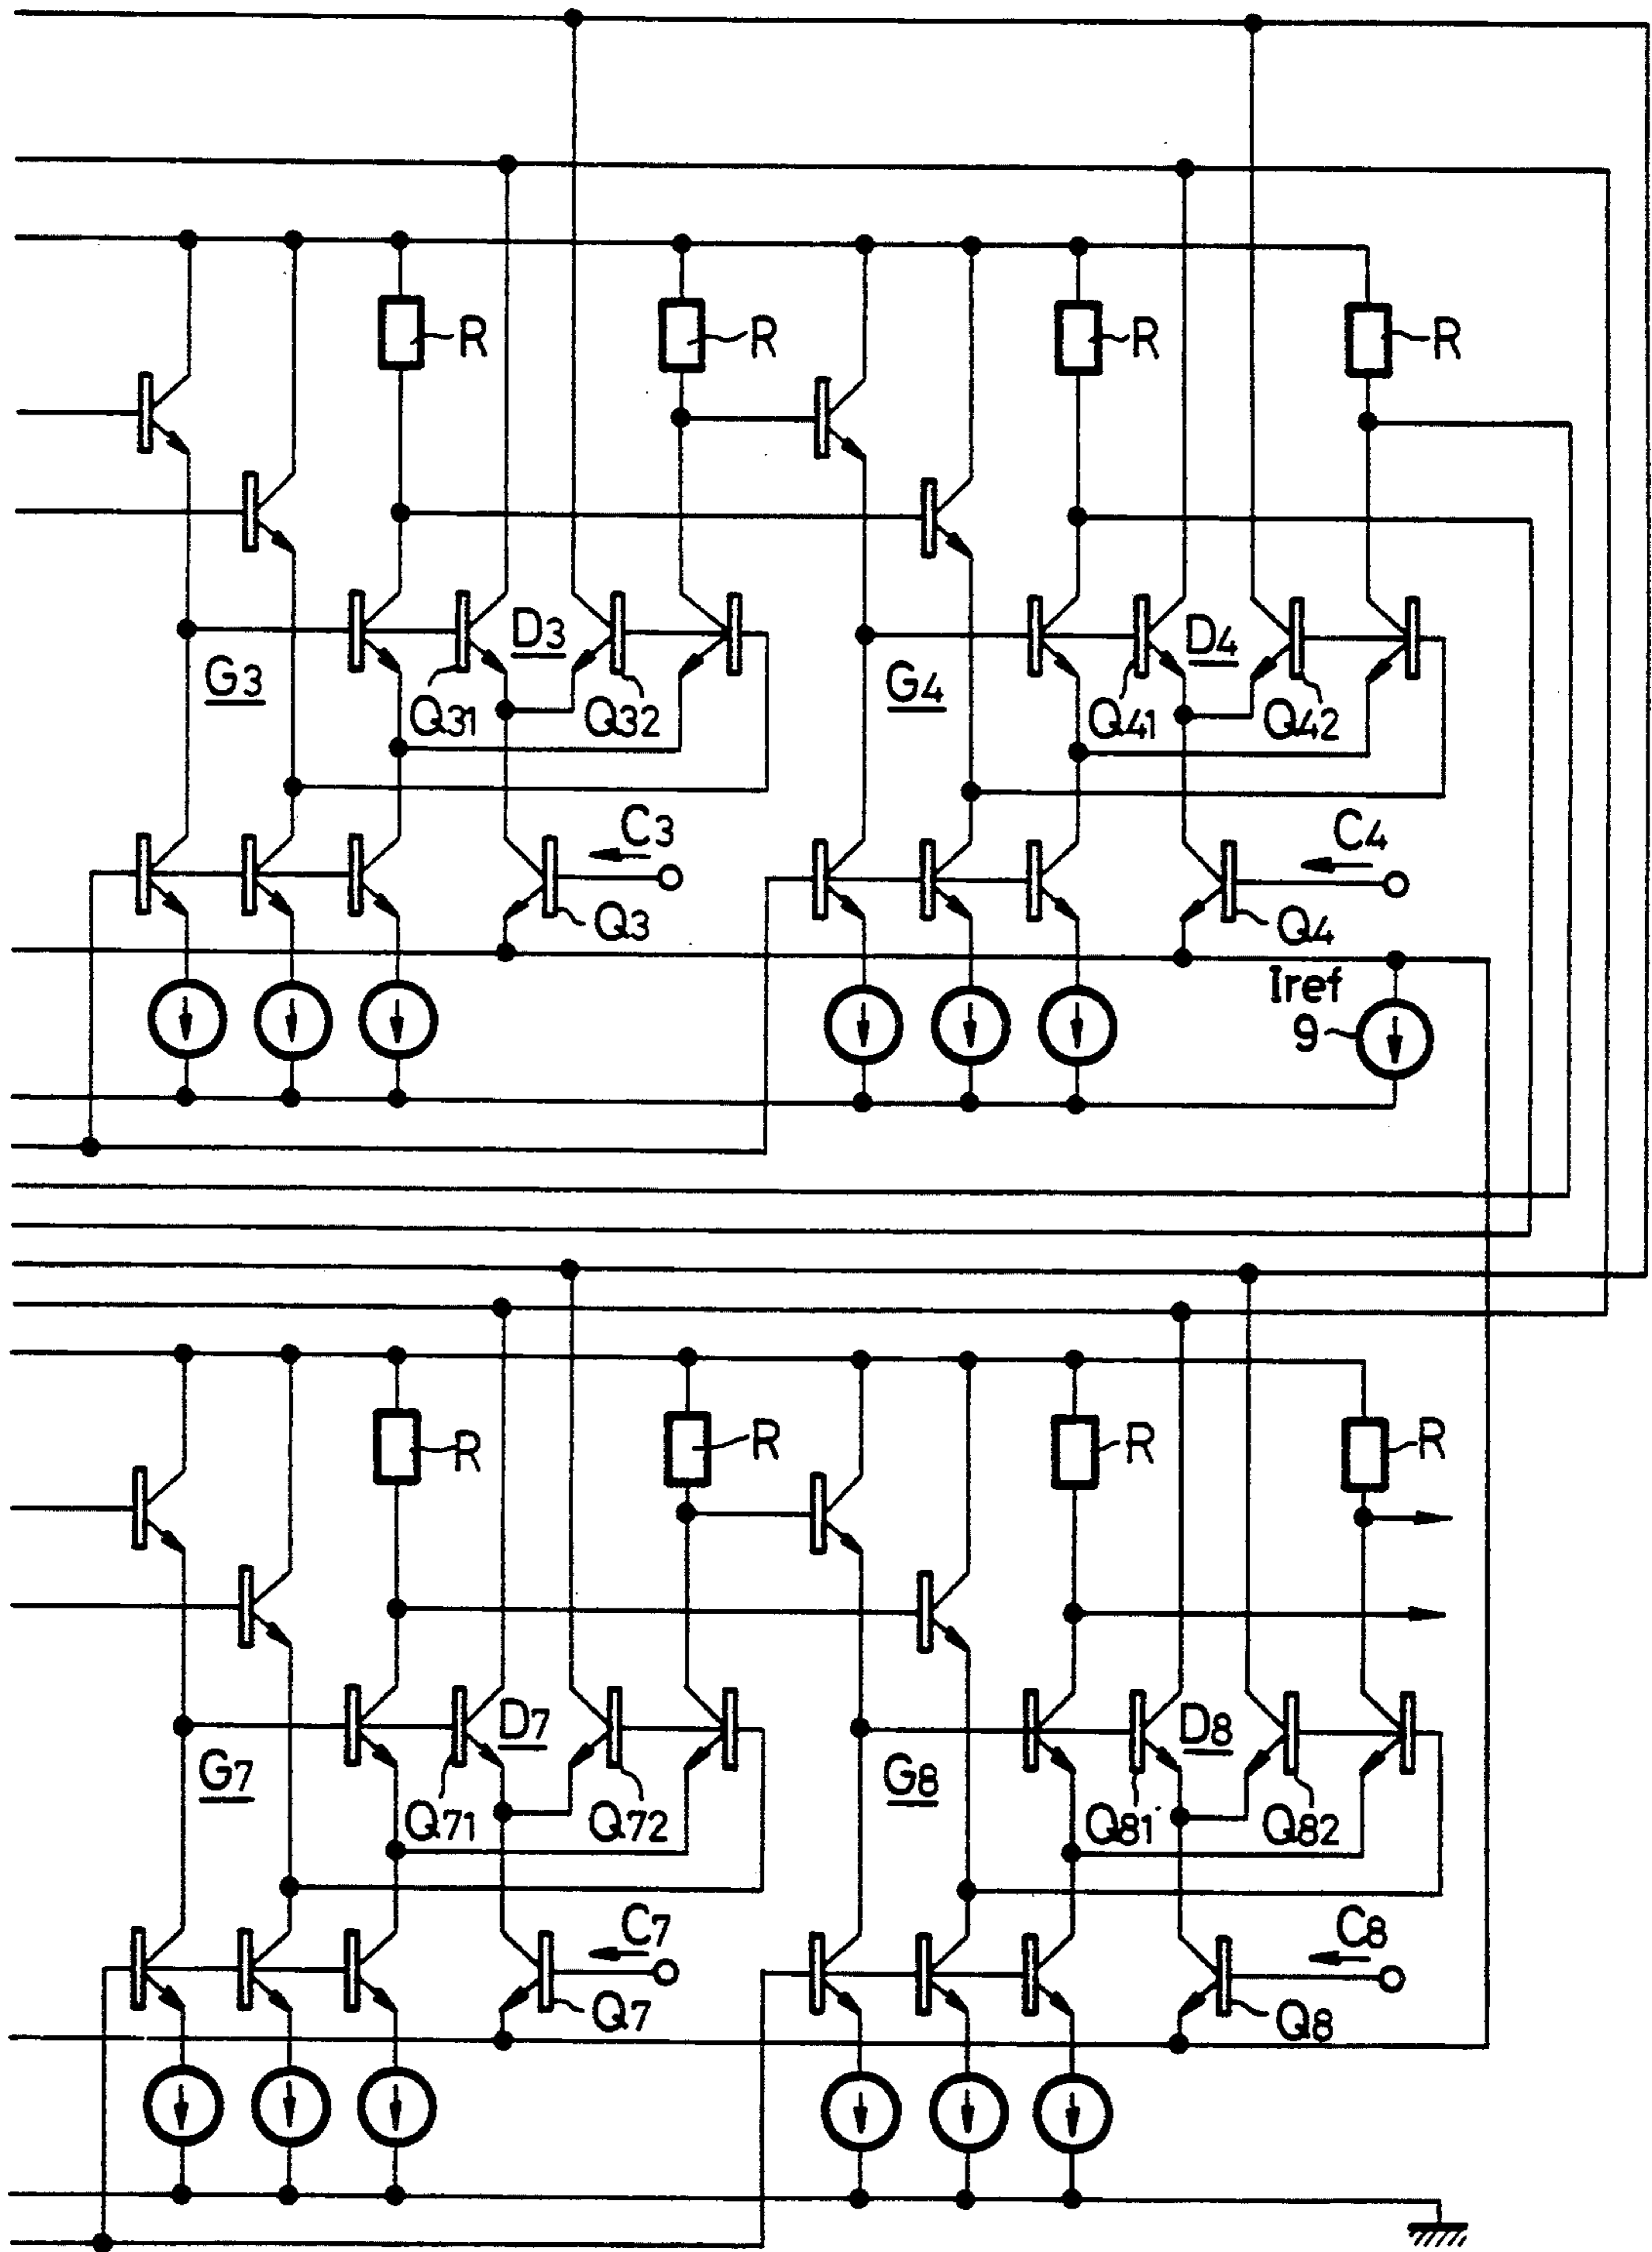 R R R R
D3 D4
G3 Q31 Q32 G4 Q41 Q42
C3 C4
Q3 Q4
Iref
9
R R R R
D7 D8
G7 G8
Q71 Q72 Q81 Q82
C7 C8
Q7 Q8